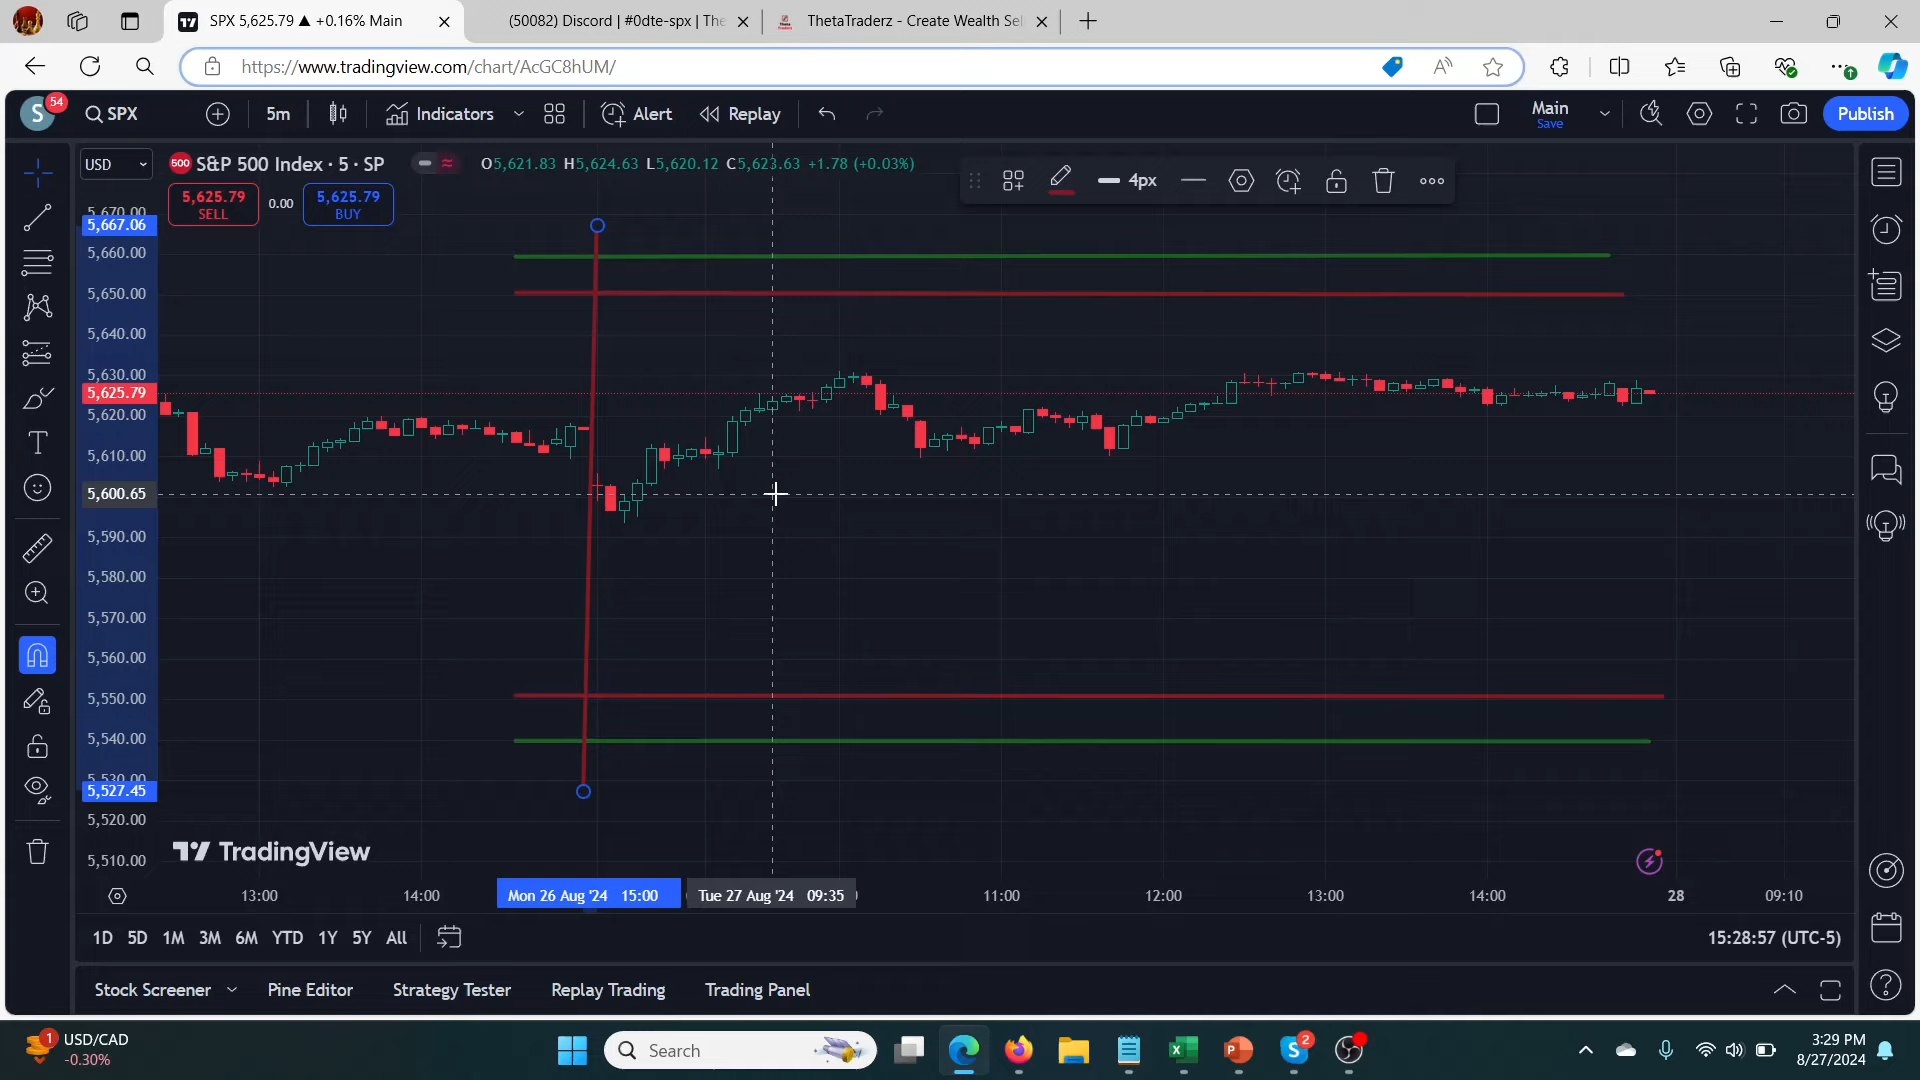 SPX 5,625.79 ▲ +0.16% Main
(50082) Discord | #0dte-spx | The
ThetaTraderz - Create Wealth Sel
https://www.tradingview.com/chart/AcGC8hUM/
S 54
SPX
5m
Indicators
Alert
Replay
Main
Save
Publish
USD
500 S&P 500 Index · 5 · SP
O5,621.83 H5,624.63 L5,620.12 C5,623.63 +1.78 (+0.03%)
4px
5,625.79
SELL
0.00
5,625.79
BUY
5,670.00
5,667.06
5,660.00
5,650.00
5,640.00
5,630.00
5,625.79
5,620.00
5,610.00
5,600.65
5,590.00
5,580.00
5,570.00
5,560.00
5,550.00
5,540.00
5,530.00
5,527.45
5,520.00
5,510.00
TradingView
13:00 14:00 Mon 26 Aug '24 15:00 Tue 27 Aug '24 09:35 11:00 12:00 13:00 14:00 28 09:10
1D 5D 1M 3M 6M YTD 1Y 5Y All
15:28:57 (UTC-5)
Stock Screener Pine Editor Strategy Tester Replay Trading Trading Panel
1
USD/CAD
-0.30%
Search
2
3:29 PM
8/27/2024